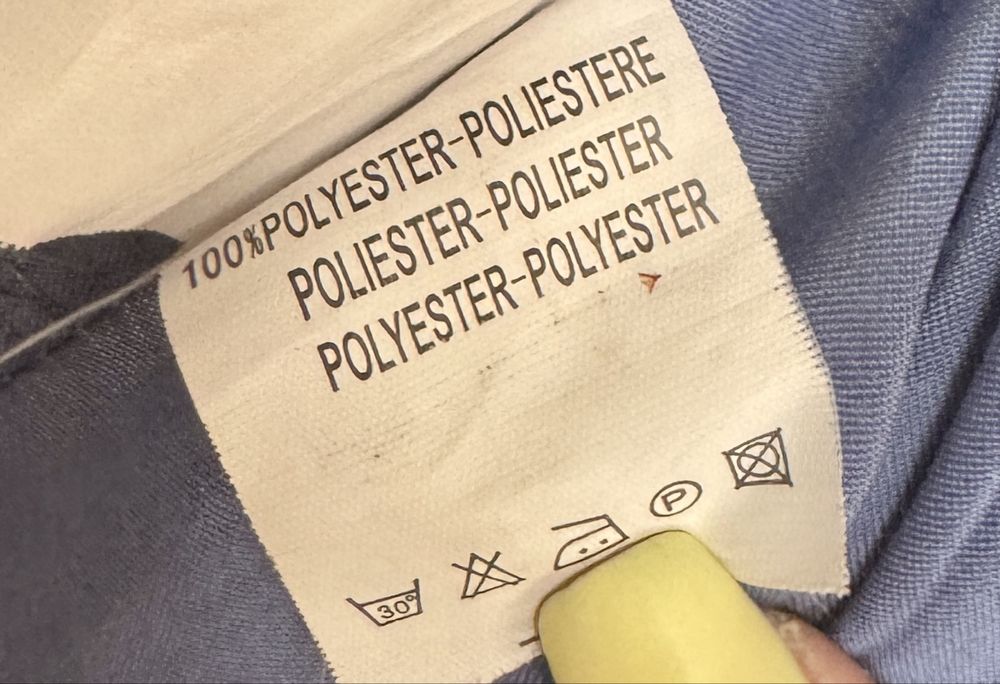 100%POLYESTER-POLIESTERE
POLIESTER-POLIESTER
POLYESTER-POLYESTER
30°
P